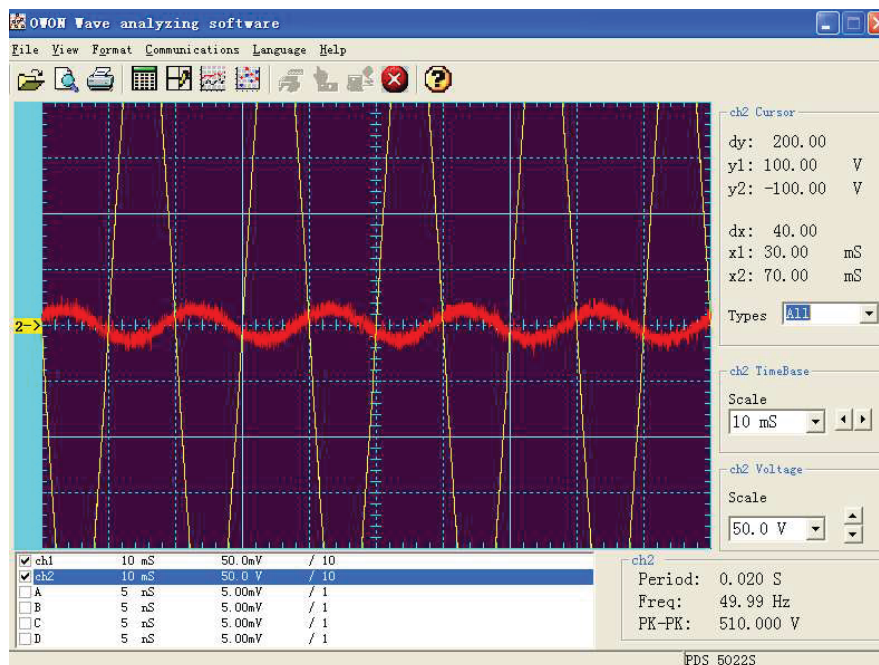 OWON Wave analyzing software
File View Format Communications Language Help
ch2 Cursor
dy: 200.00
y1: 100.00 V
y2: -100.00 V
dx: 40.00
x1: 30.00 mS
x2: 70.00 mS
Types All
2->
ch2 TimeBase
Scale
10 mS
ch2 Voltage
Scale
50.0 V
ch1 10 mS 50.0mV / 10
ch2 10 mS 50.0 V / 10
A 5 nS 5.00mV / 1
B 5 nS 5.00mV / 1
C 5 nS 5.00mV / 1
D 5 nS 5.00mV / 1
ch2
Period: 0.020 S
Freq: 49.99 Hz
PK-PK: 510.000 V
PDS 5022S